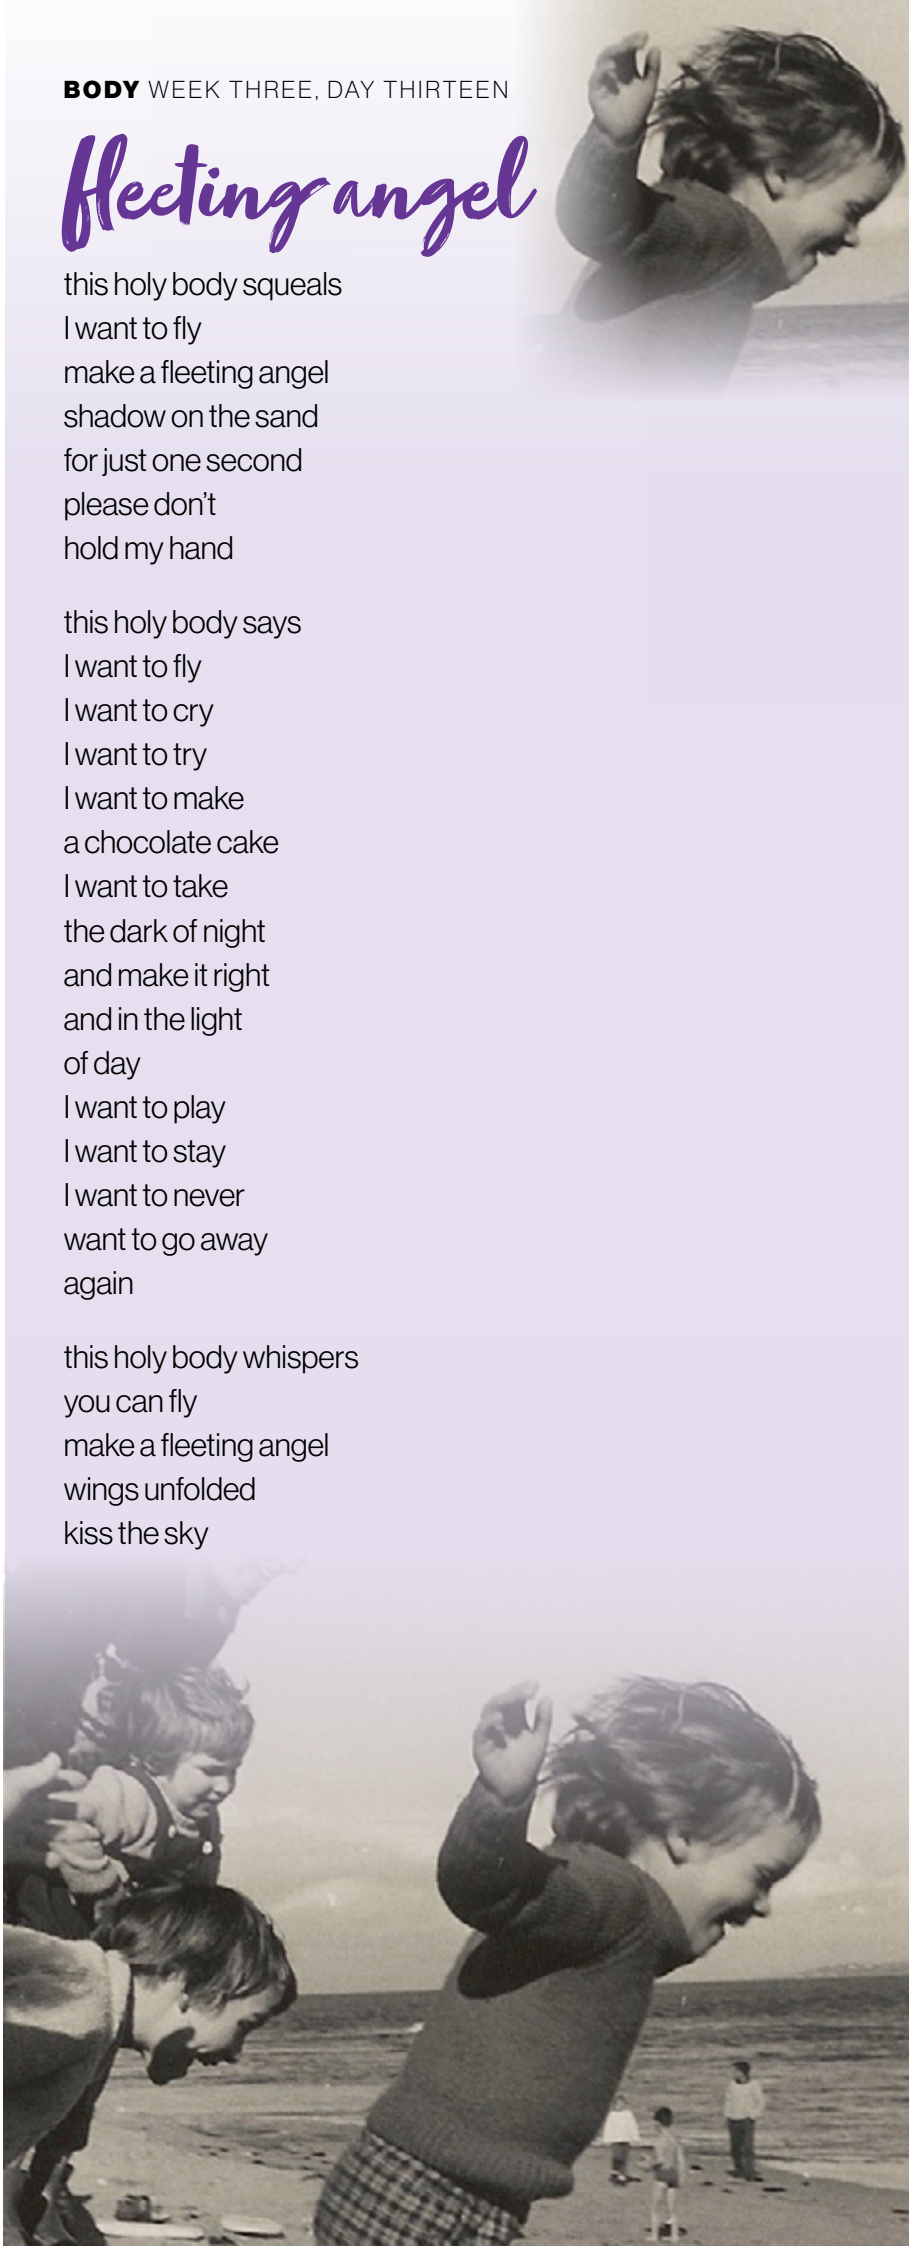 BODY WEEK THREE, DAY THIRTEEN
fleeting angel
this holy body squeals
I want to fly
make a fleeting angel
shadow on the sand
for just one second
please don't
hold my hand
this holy body says
I want to fly
I want to cry
I want to try
I want to make
a chocolate cake
I want to take
the dark of night
and make it right
and in the light
of day
I want to play
I want to stay
I want to never
want to go away
again
this holy body whispers
you can fly
make a fleeting angel
wings unfolded
kiss the sky